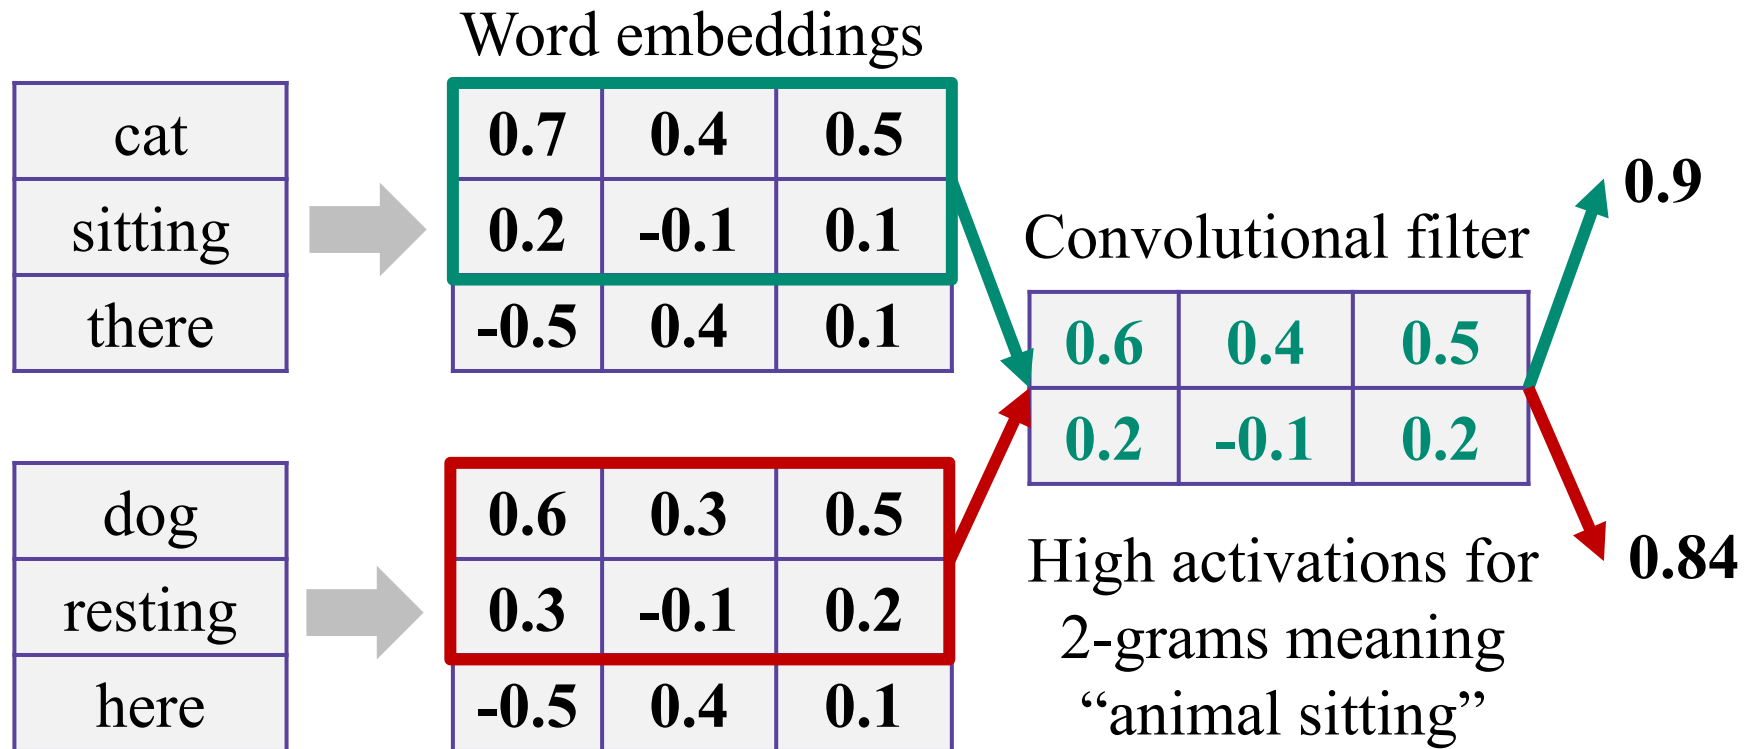 Word embeddings
cat 0.7 0.4 0.5
sitting 0.2 -0.1 0.1
there -0.5 0.4 0.1
0.9
Convolutional filter
0.6 0.4 0.5
0.2 -0.1 0.2
dog 0.6 0.3 0.5
resting 0.3 -0.1 0.2
here -0.5 0.4 0.1
0.84
High activations for
2-grams meaning
“animal sitting”